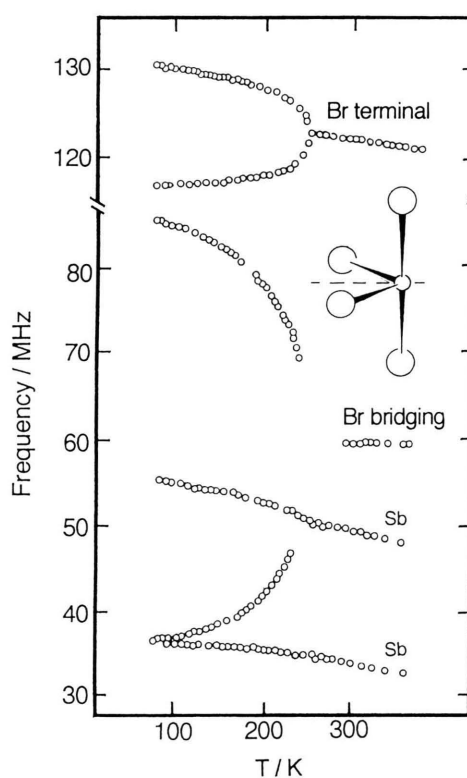 130
Br terminal
120
80
70
Br bridging
60
Sb
50
40
Sb
30
100
200
300
T / K
Frequency / MHz